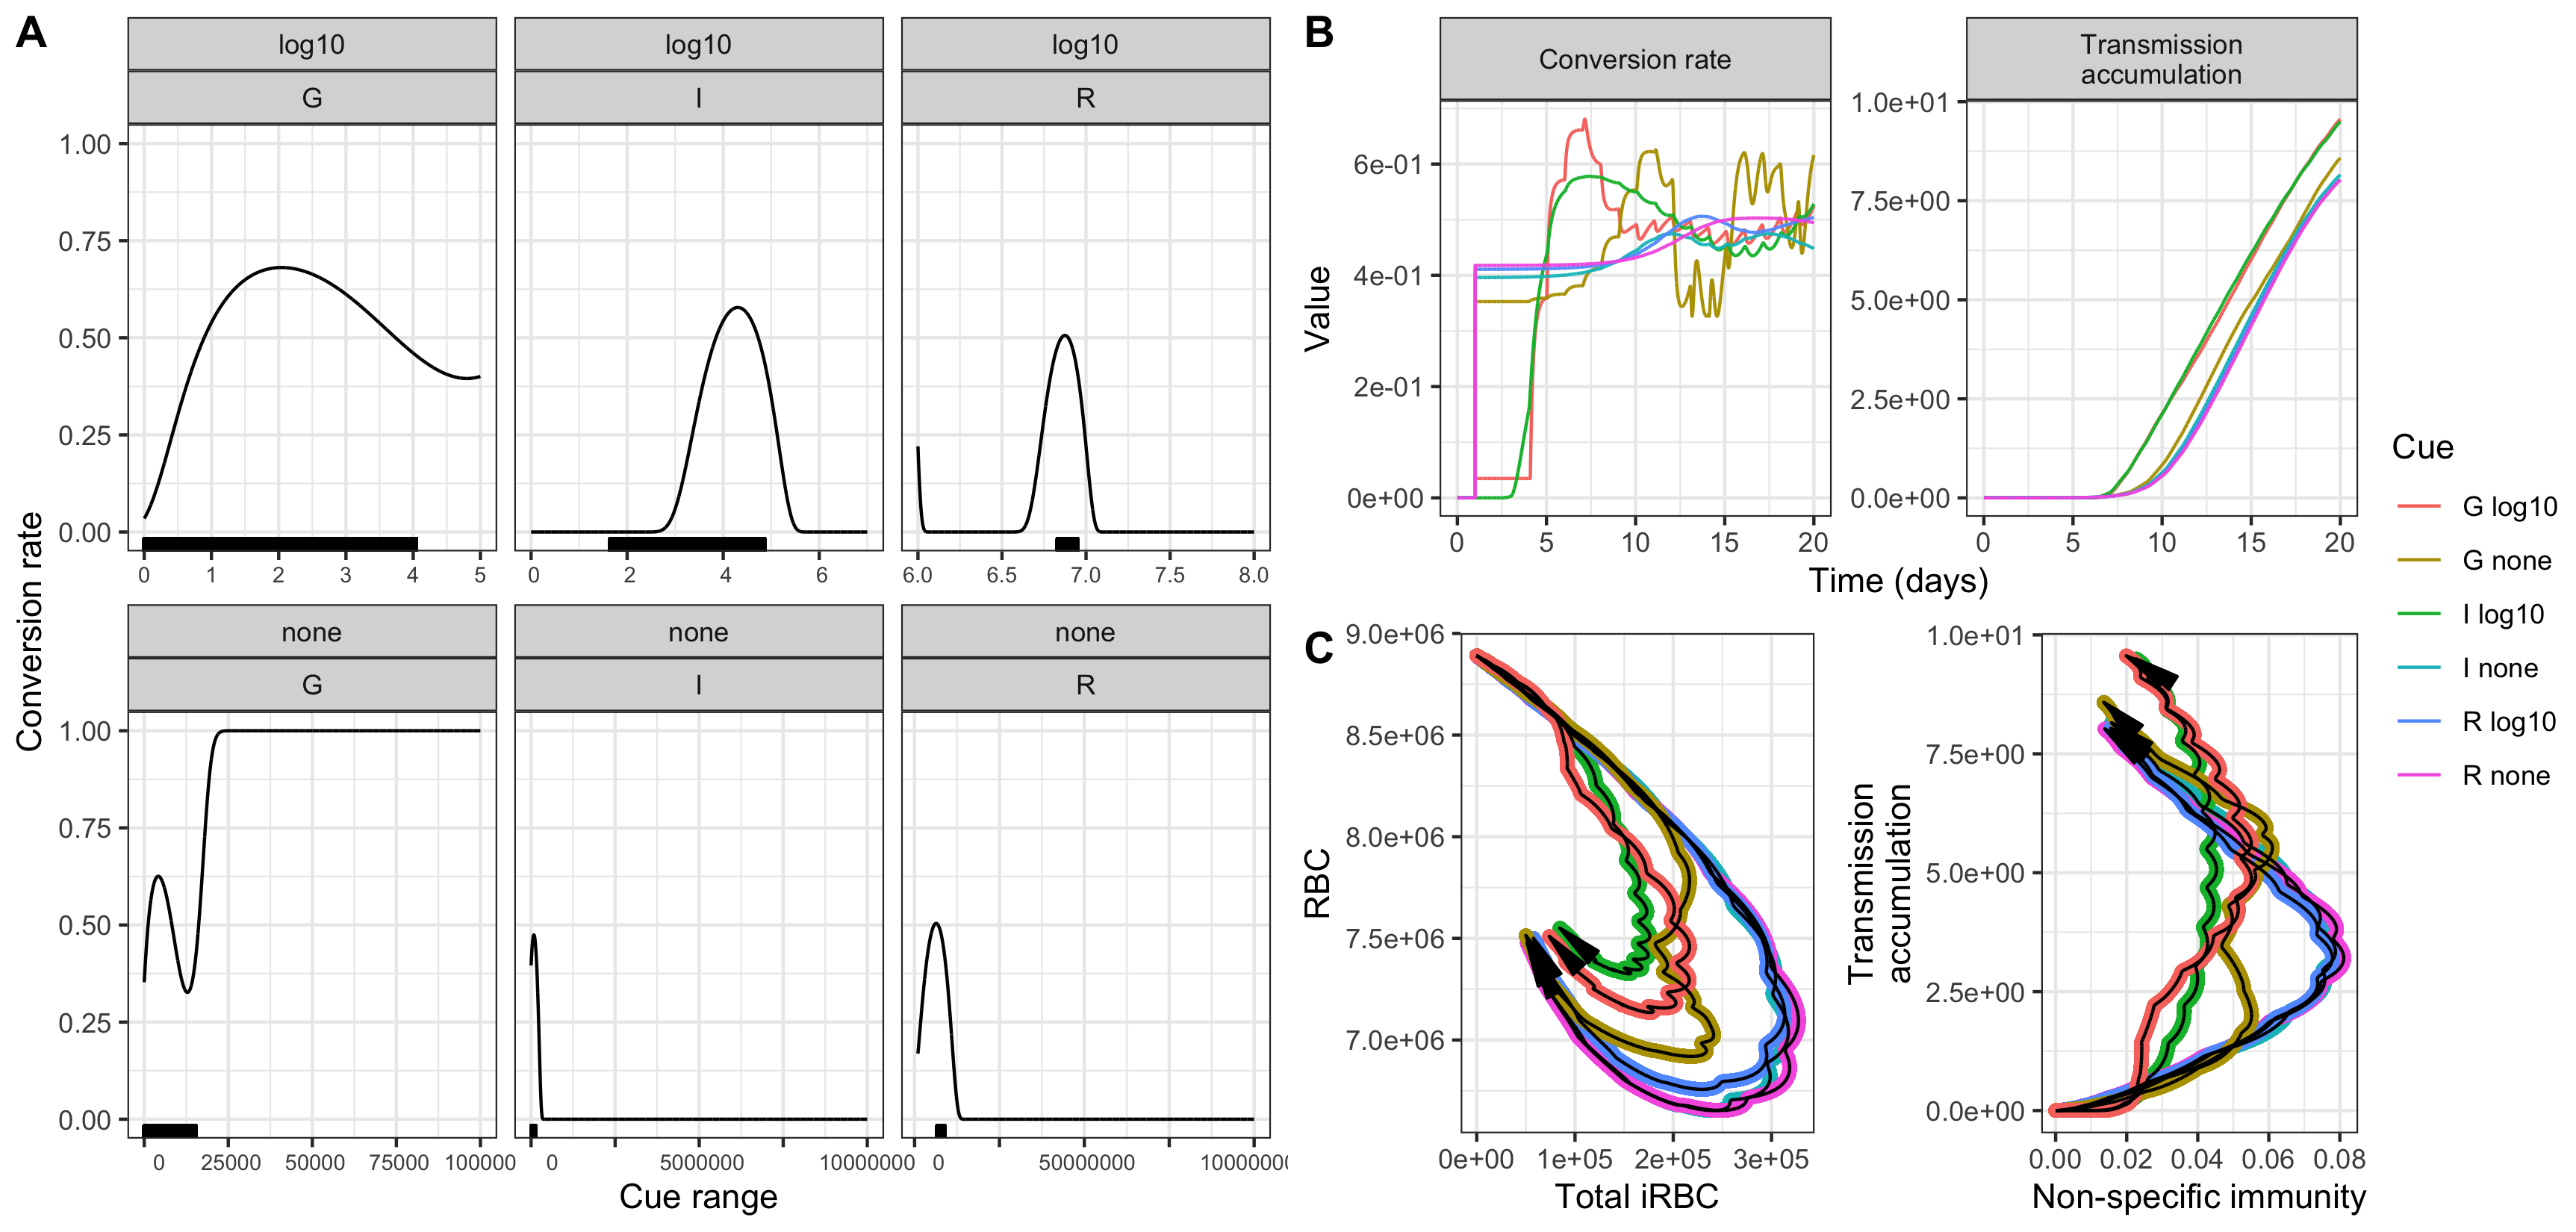 A
log10
log10
log10
G
I
R
1.00
0.75
0.50
0.25
0.00
0 1 2 3 4 5
0 2 4 6
6.0 6.5 7.0 7.5 8.0
none
none
none
G
I
R
1.00
0.75
0.50
0.25
0.00
0 25000 50000 75000 100000
0 5000000 10000000
0 50000000
Conversion rate
Cue range
B
Conversion rate
Transmission
accumulation
6e-01
4e-01
2e-01
0e+00
Value
0 5 10 15 20
1.0e+01
7.5e+00
5.0e+00
2.5e+00
0.0e+00
0 5 10 15 20
Time (days)
C
9.0e+06
8.5e+06
8.0e+06
7.5e+06
7.0e+06
RBC
0e+00 1e+05 2e+05 3e+05
Total iRBC
1.0e+01
7.5e+00
5.0e+00
2.5e+00
0.0e+00
Transmission
accumulation
0.00 0.02 0.04 0.06 0.08
Non-specific immunity
Cue
G log10
G none
I log10
I none
R log10
R none